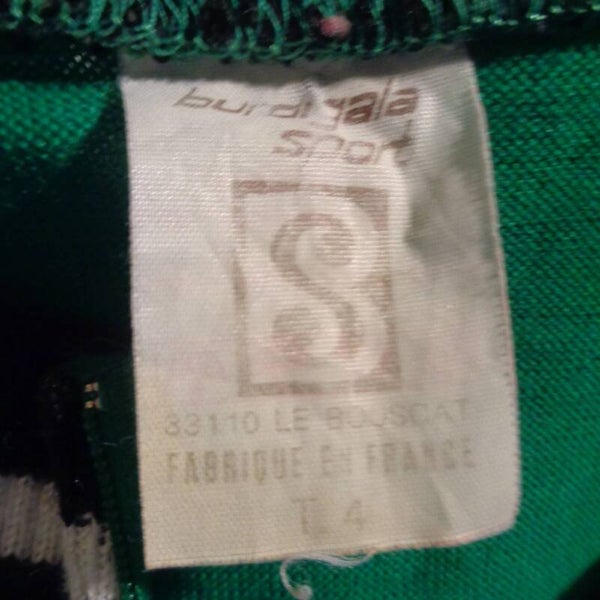 burdigala
sport
S
33110 LE BOUSCAT
FABRIQUE EN FRANCE
T. 4